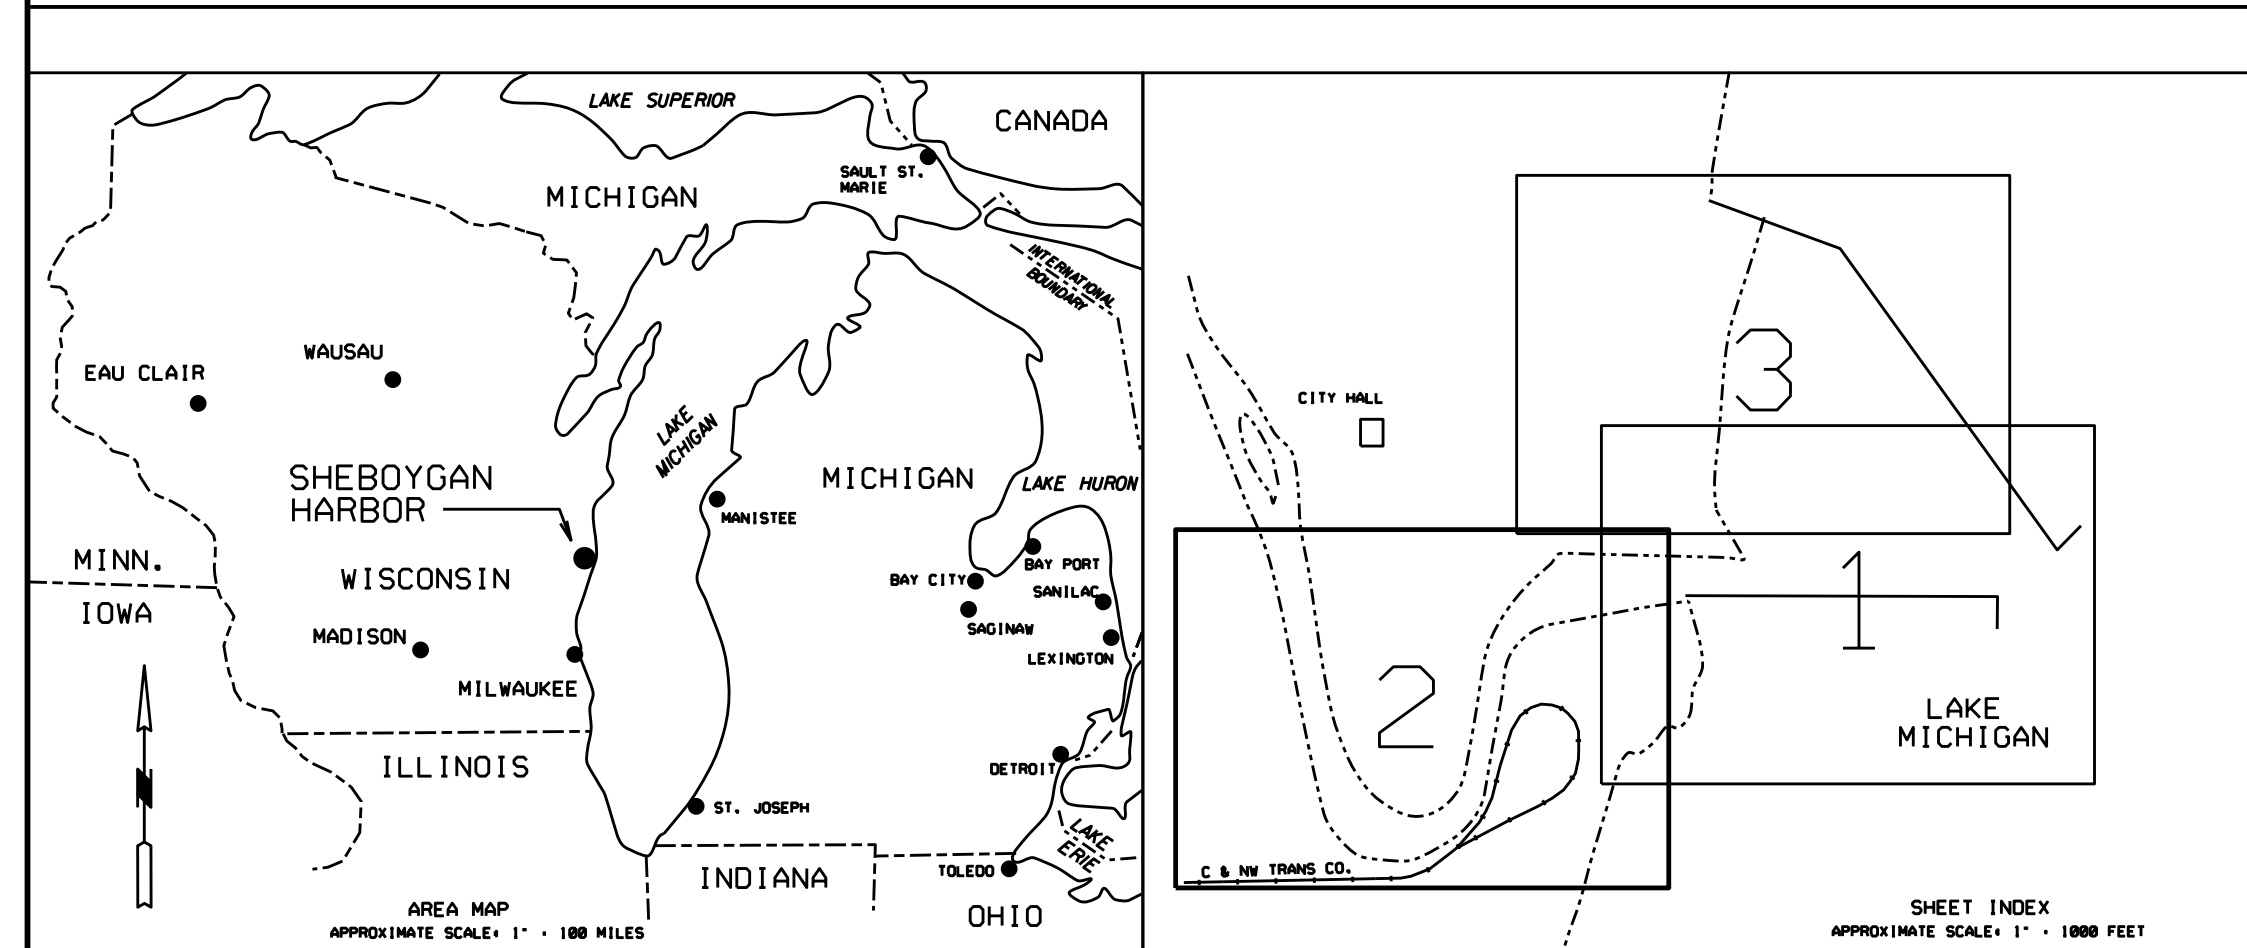 LAKE SUPERIOR
CANADA
SAULT ST.
MARIE
MICHIGAN
INTERNATIONAL
BOUNDARY
WAUSAU
EAU CLAIR
LAKE
MICHIGAN
SHEBOYGAN
HARBOR
MICHIGAN
LAKE HURON
MANISTEE
MINN.
WISCONSIN
IOWA
BAY PORT
BAY CITY
SANILAC
SAGINAW
LEXINGTON
MADISON
MILWAUKEE
N
ILLINOIS
DETROIT
ST. JOSEPH
LAKE
ERIE
INDIANA
TOLEDO
OHIO
AREA MAP
APPROXIMATE SCALE: 1" = 100 MILES
CITY HALL
3
1
2
LAKE
MICHIGAN
C & NW TRANS CO.
SHEET INDEX
APPROXIMATE SCALE: 1" = 1000 FEET